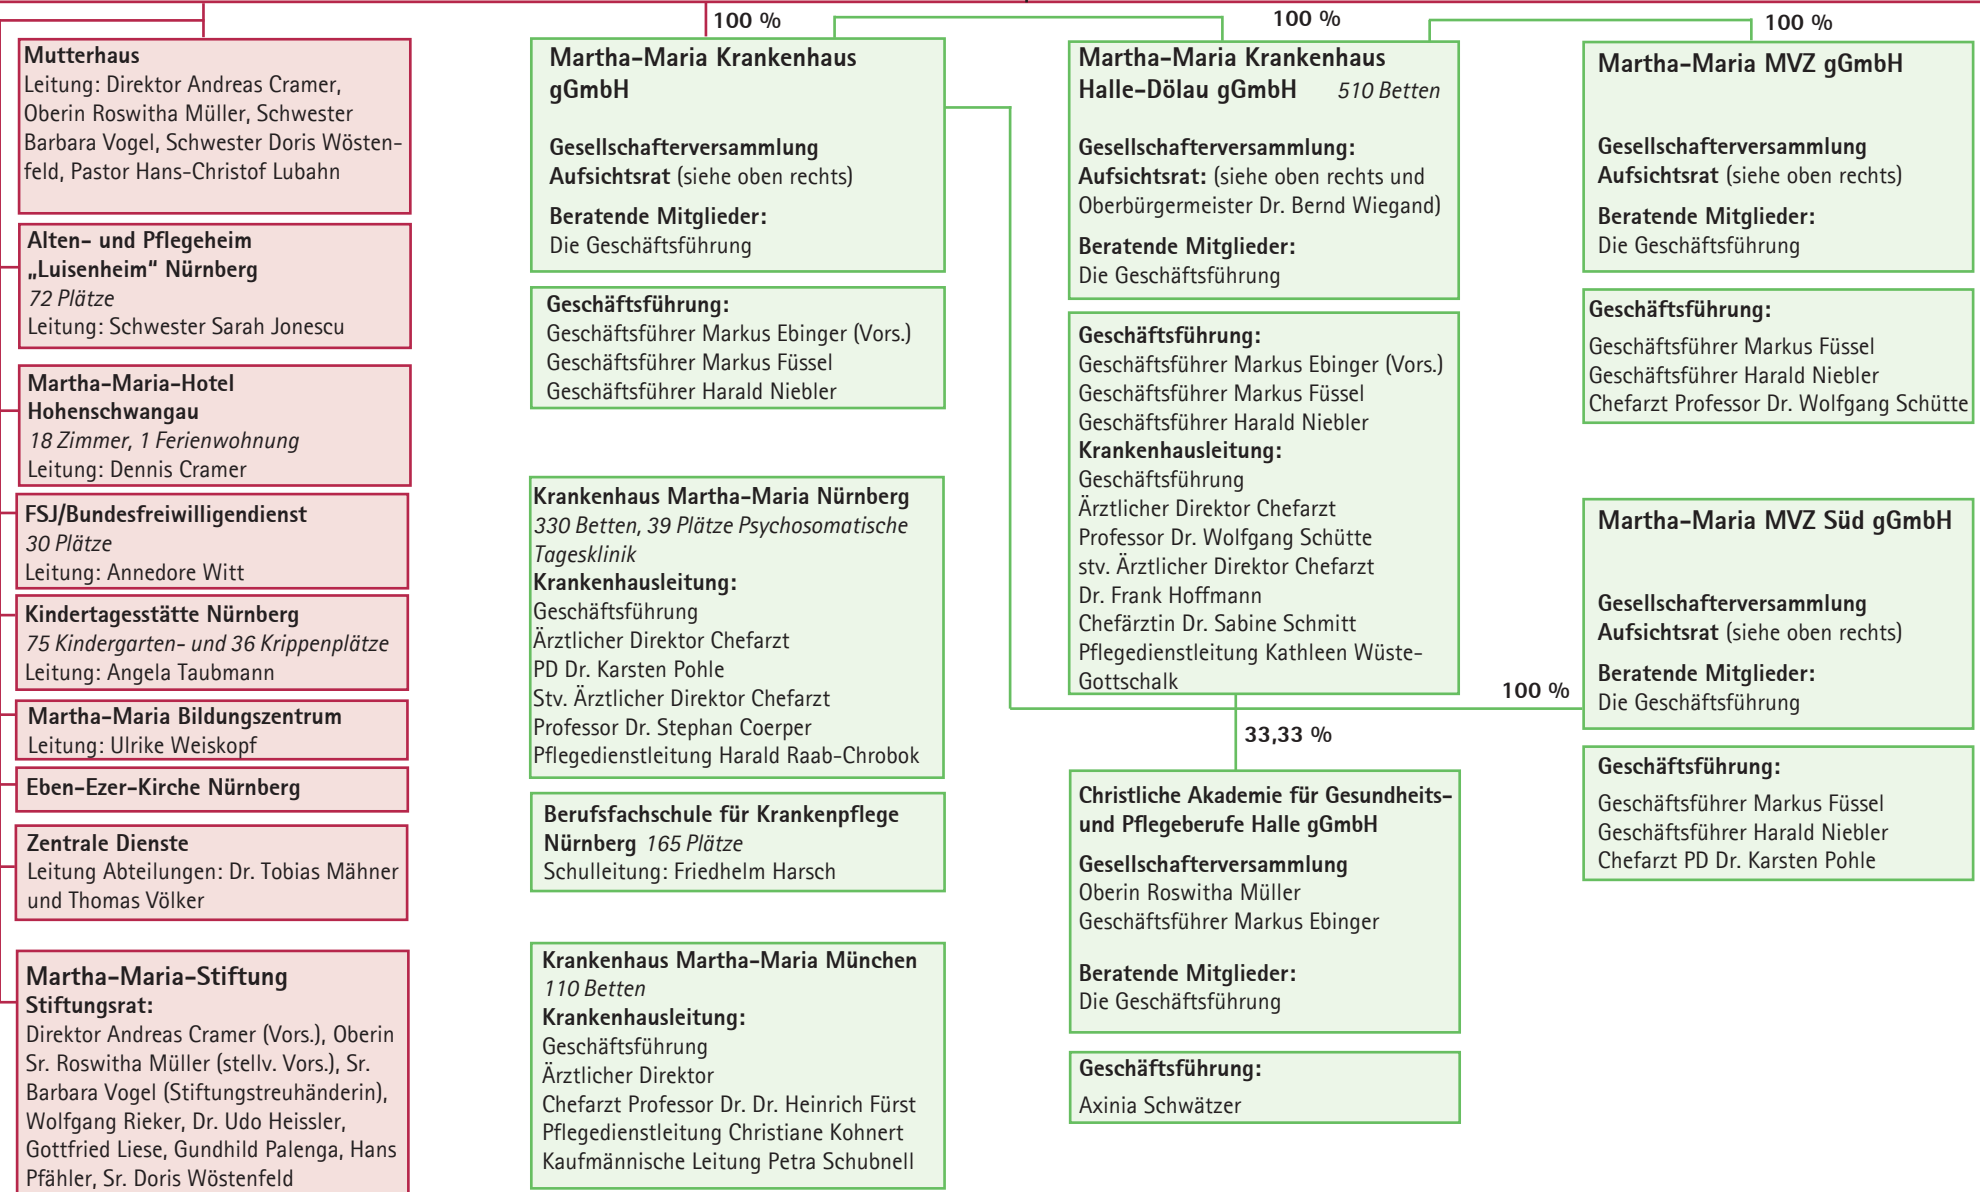 Mutterhaus
Leitung: Direktor Andreas Cramer,
Oberin Roswitha Müller, Schwester
Barbara Vogel, Schwester Doris Wösten-
feld, Pastor Hans-Christof Lubahn
Alten- und Pflegeheim
„Luisenheim“ Nürnberg
72 Plätze
Leitung: Schwester Sarah Jonescu
Martha-Maria-Hotel
Hohenschwangau
18 Zimmer, 1 Ferienwohnung
Leitung: Dennis Cramer
FSJ/Bundesfreiwilligendienst
30 Plätze
Leitung: Annedore Witt
Kindertagesstätte Nürnberg
75 Kindergarten- und 36 Krippenplätze
Leitung: Angela Taubmann
Martha-Maria Bildungszentrum
Leitung: Ulrike Weiskopf
Eben-Ezer-Kirche Nürnberg
Zentrale Dienste
Leitung Abteilungen: Dr. Tobias Mähner
und Thomas Völker
Martha-Maria-Stiftung
Stiftungsrat:
Direktor Andreas Cramer (Vors.), Oberin
Sr. Roswitha Müller (stellv. Vors.), Sr.
Barbara Vogel (Stiftungstreuhänderin),
Wolfgang Rieker, Dr. Udo Heissler,
Gottfried Liese, Gundhild Palenga, Hans
Pfähler, Sr. Doris Wöstenfeld
100 %
Martha-Maria Krankenhaus
gGmbH
Gesellschafterversammlung
Aufsichtsrat (siehe oben rechts)
Beratende Mitglieder:
Die Geschäftsführung
Geschäftsführung:
Geschäftsführer Markus Ebinger (Vors.)
Geschäftsführer Markus Füssel
Geschäftsführer Harald Niebler
Krankenhaus Martha-Maria Nürnberg
330 Betten, 39 Plätze Psychosomatische
Tagesklinik
Krankenhausleitung:
Geschäftsführung
Ärztlicher Direktor Chefarzt
PD Dr. Karsten Pohle
Stv. Ärztlicher Direktor Chefarzt
Professor Dr. Stephan Coerper
Pflegedienstleitung Harald Raab-Chrobok
Berufsfachschule für Krankenpflege
Nürnberg 165 Plätze
Schulleitung: Friedhelm Harsch
Krankenhaus Martha-Maria München
110 Betten
Krankenhausleitung:
Geschäftsführung
Ärztlicher Direktor
Chefarzt Professor Dr. Dr. Heinrich Fürst
Pflegedienstleitung Christiane Kohnert
Kaufmännische Leitung Petra Schubnell
100 %
Martha-Maria Krankenhaus
Halle-Dölau gGmbH 510 Betten
Gesellschafterversammlung:
Aufsichtsrat: (siehe oben rechts und
Oberbürgermeister Dr. Bernd Wiegand)
Beratende Mitglieder:
Die Geschäftsführung
Geschäftsführung:
Geschäftsführer Markus Ebinger (Vors.)
Geschäftsführer Markus Füssel
Geschäftsführer Harald Niebler
Krankenhausleitung:
Geschäftsführung
Ärztlicher Direktor Chefarzt
Professor Dr. Wolfgang Schütte
stv. Ärztlicher Direktor Chefarzt
Dr. Frank Hoffmann
Chefärztin Dr. Sabine Schmitt
Pflegedienstleitung Kathleen Wüste-
Gottschalk
33,33 %
Christliche Akademie für Gesundheits-
und Pflegeberufe Halle gGmbH
Gesellschafterversammlung
Oberin Roswitha Müller
Geschäftsführer Markus Ebinger
Beratende Mitglieder:
Die Geschäftsführung
Geschäftsführung:
Axinia Schwätzer
100 %
Martha-Maria MVZ gGmbH
Gesellschafterversammlung
Aufsichtsrat (siehe oben rechts)
Beratende Mitglieder:
Die Geschäftsführung
Geschäftsführung:
Geschäftsführer Markus Füssel
Geschäftsführer Harald Niebler
Chefarzt Professor Dr. Wolfgang Schütte
100 %
Martha-Maria MVZ Süd gGmbH
Gesellschafterversammlung
Aufsichtsrat (siehe oben rechts)
Beratende Mitglieder:
Die Geschäftsführung
Geschäftsführung:
Geschäftsführer Markus Füssel
Geschäftsführer Harald Niebler
Chefarzt PD Dr. Karsten Pohle